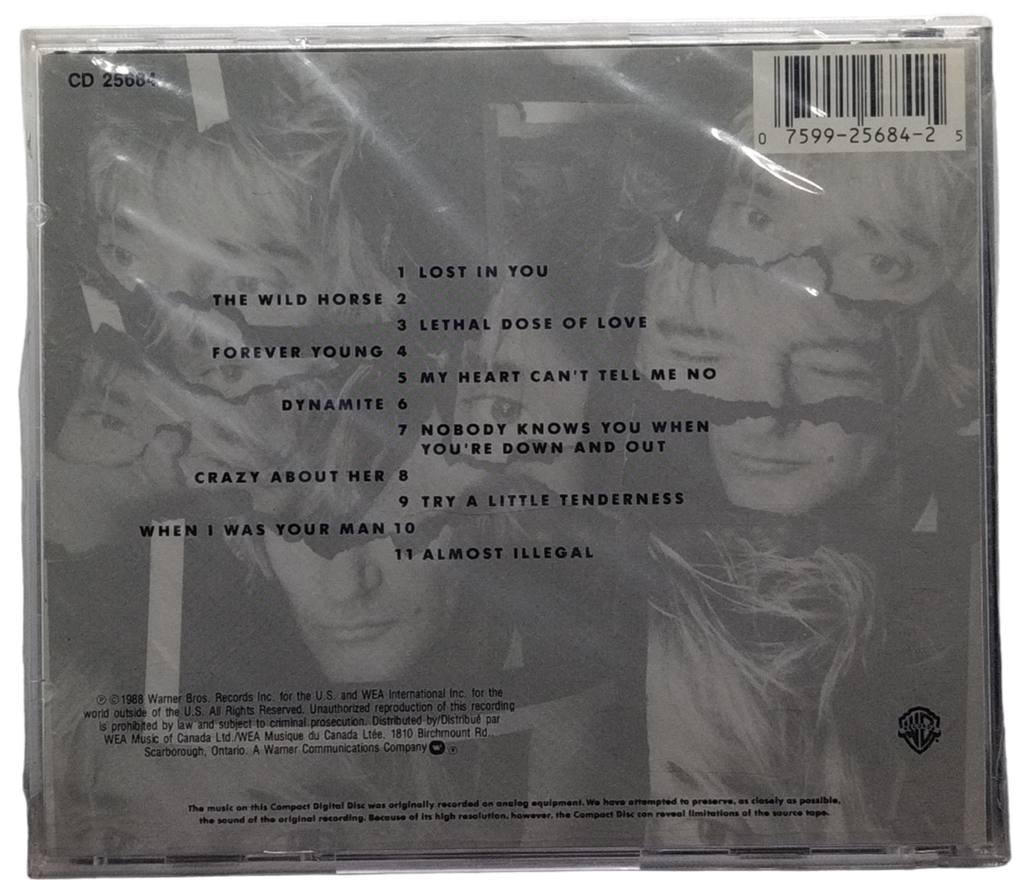 CD 25684
0 7599-25684-2 5
1 LOST IN YOU
THE WILD HORSE 2
3 LETHAL DOSE OF LOVE
FOREVER YOUNG 4
5 MY HEART CAN'T TELL ME NO
DYNAMITE 6
7 NOBODY KNOWS YOU WHEN
YOU'RE DOWN AND OUT
CRAZY ABOUT HER 8
9 TRY A LITTLE TENDERNESS
WHEN I WAS YOUR MAN 10
11 ALMOST ILLEGAL
℗ © 1988 Warner Bros. Records Inc. for the U.S. and WEA International Inc. for the
world outside of the U.S. All Rights Reserved. Unauthorized reproduction of this recording
is prohibited by law and subject to criminal prosecution. Distributed by/Distribué par
WEA Music of Canada Ltd./WEA Musique du Canada Ltée. 1810 Birchmount Rd.,
Scarborough, Ontario. A Warner Communications Company ®
The music on this Compact Digital Disc was originally recorded on analog equipment. We have attempted to preserve, as closely as possible,
the sound of the original recording. Because of its high resolution, however, the Compact Disc can reveal limitations of the source tape.